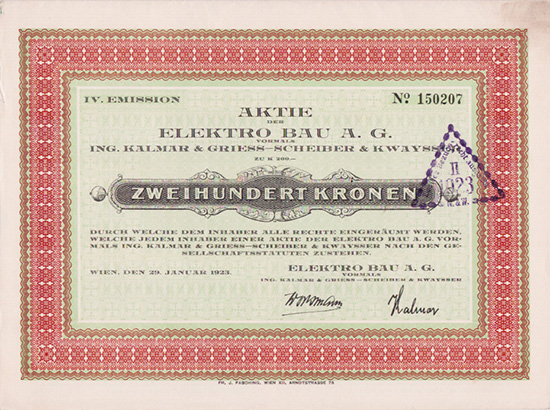 IV. EMISSION
Nº 150207
AKTIE
DER
ELEKTRO BAU A. G.
VORMALS
ING. KALMAR & GRIESS-SCHEIBER & KWAYSSER
ZU K 200.—
ZWEIHUNDERT KRONEN
II
1923
DURCH WELCHE DEM INHABER ALLE RECHTE EINGERÄUMT WERDEN,
WELCHE JEDEM INHABER EINER AKTIE DER ELEKTRO BAU A. G. VOR-
MALS ING. KALMAR & GRIESS-SCHEIBER & KWAYSSER NACH DEN GE-
SELLSCHAFTSSTATUTEN ZUSTEHEN.
WIEN, DEN 29. JANUAR 1923.
ELEKTRO BAU A. G.
VORMALS
ING. KALMAR & GRIESS-SCHEIBER & KWAYSSER
Kalmar
FR. J. FASCHING, WIEN XII, ARNDTSTRASSE 75